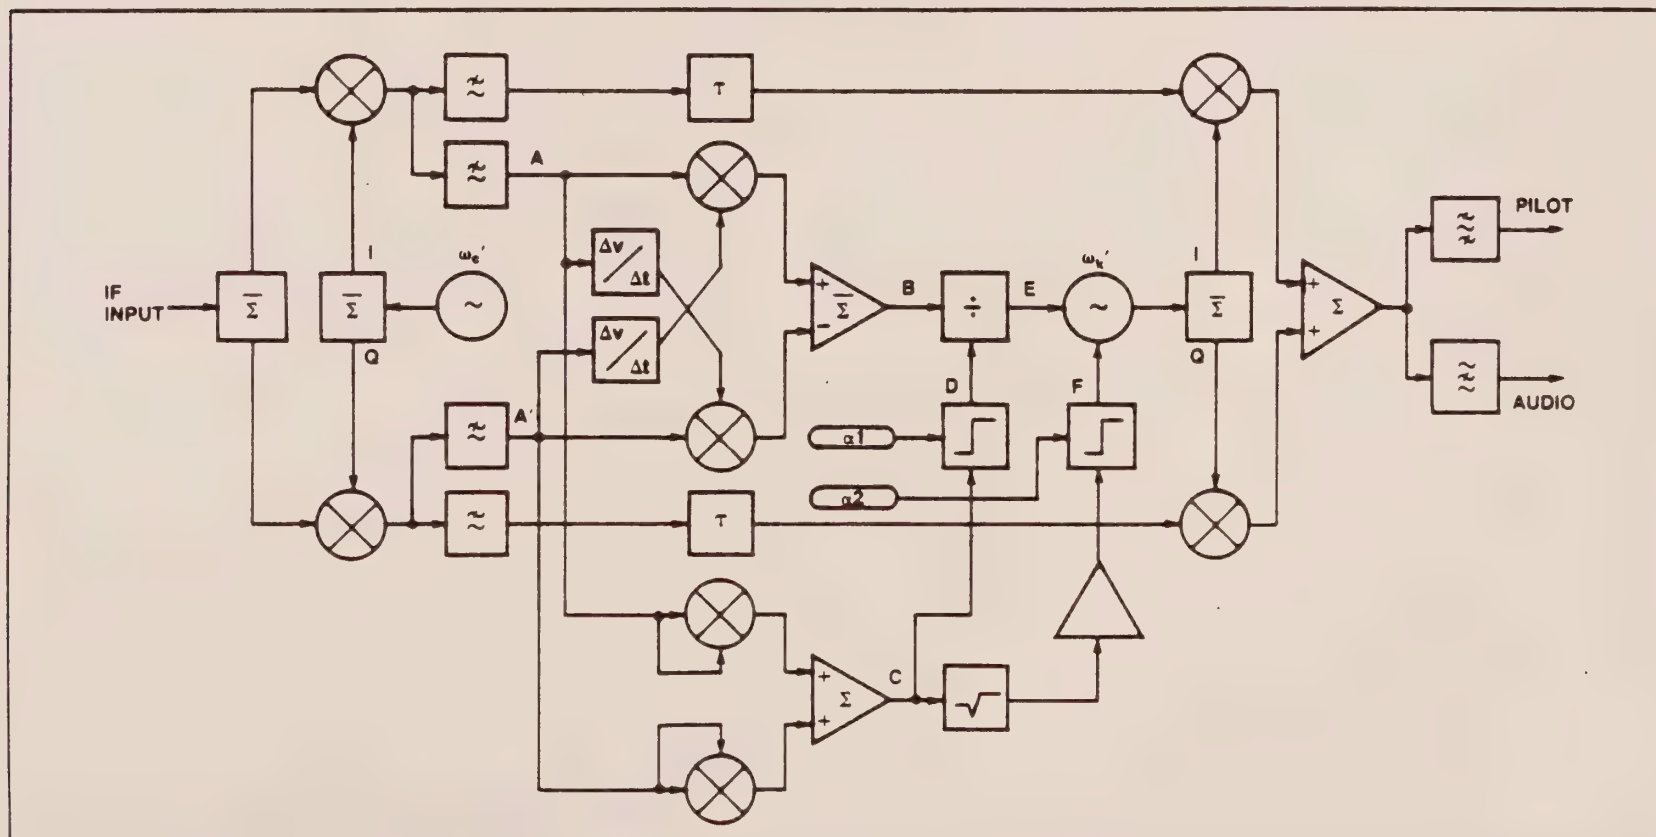 τ
A
Δv
Δt
I
ωc'
IF
INPUT
Σ
Σ
~
Q
Δv
Δt
+
−
Σ
B
÷
E
ωk'
~
I
Σ
Q
+
+
Σ
PILOT
AUDIO
D
F
A'
α1
α2
τ
C
+
+
Σ
√